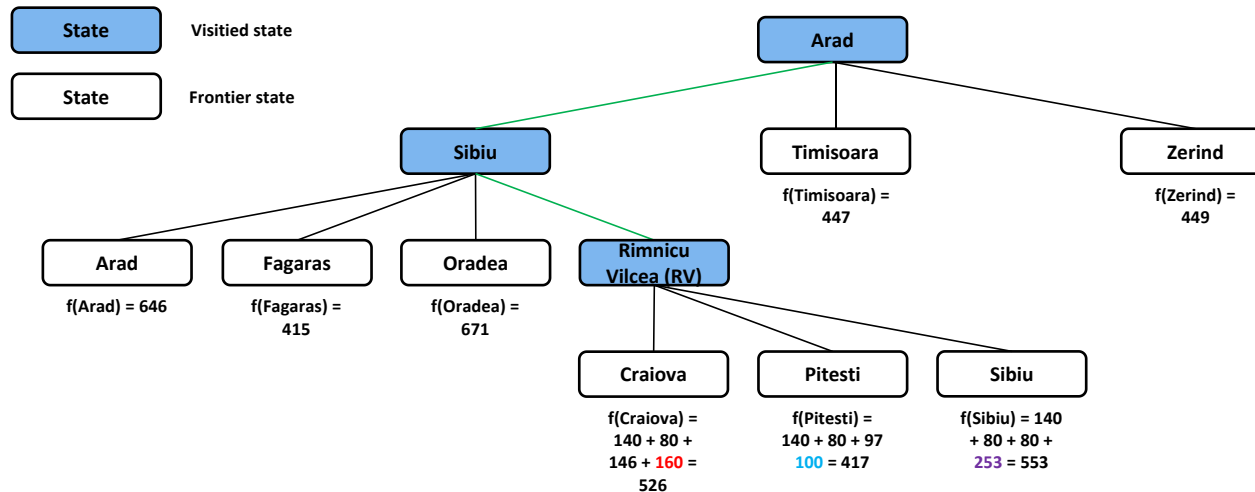 State
Visitied state
Arad
State
Frontier state
Sibiu
Timisoara
Zerind
f(Timisoara) =
447
f(Zerind) =
449
Arad
Fagaras
Oradea
Rimnicu
Vilcea (RV)
f(Arad) = 646
f(Fagaras) =
415
f(Oradea) =
671
Craiova
Pitesti
Sibiu
f(Craiova) =
140 + 80 +
146 + 160 =
526
f(Pitesti) =
140 + 80 + 97
100 = 417
f(Sibiu) = 140
+ 80 + 80 +
253 = 553